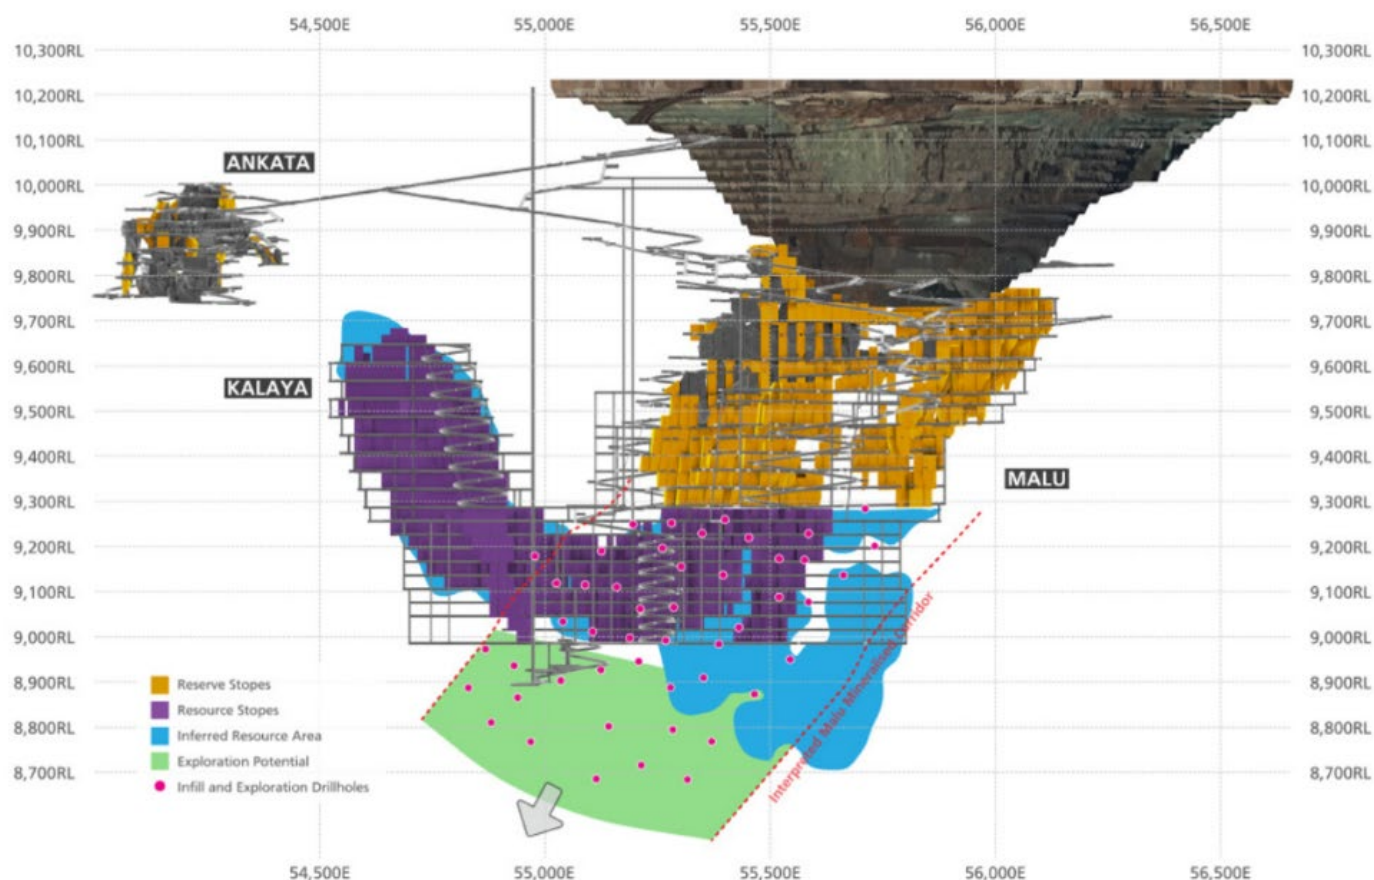 54,500E 55,000E 55,500E 56,000E 56,500E
10,300RL 10,300RL
10,200RL 10,200RL
10,100RL 10,100RL
ANKATA
10,000RL 10,000RL
9,900RL 9,900RL
9,800RL 9,800RL
9,700RL 9,700RL
9,600RL 9,600RL
KALAYA
9,500RL 9,500RL
9,400RL 9,400RL
MALU
9,300RL 9,300RL
9,200RL 9,200RL
9,100RL 9,100RL
9,000RL 9,000RL
Interpreted Malu Mineralised Corridor
8,900RL 8,900RL
8,800RL 8,800RL
8,700RL 8,700RL
Reserve Stopes
Resource Stopes
Inferred Resource Area
Exploration Potential
Infill and Exploration Drillholes
54,500E 55,000E 55,500E 56,000E 56,500E